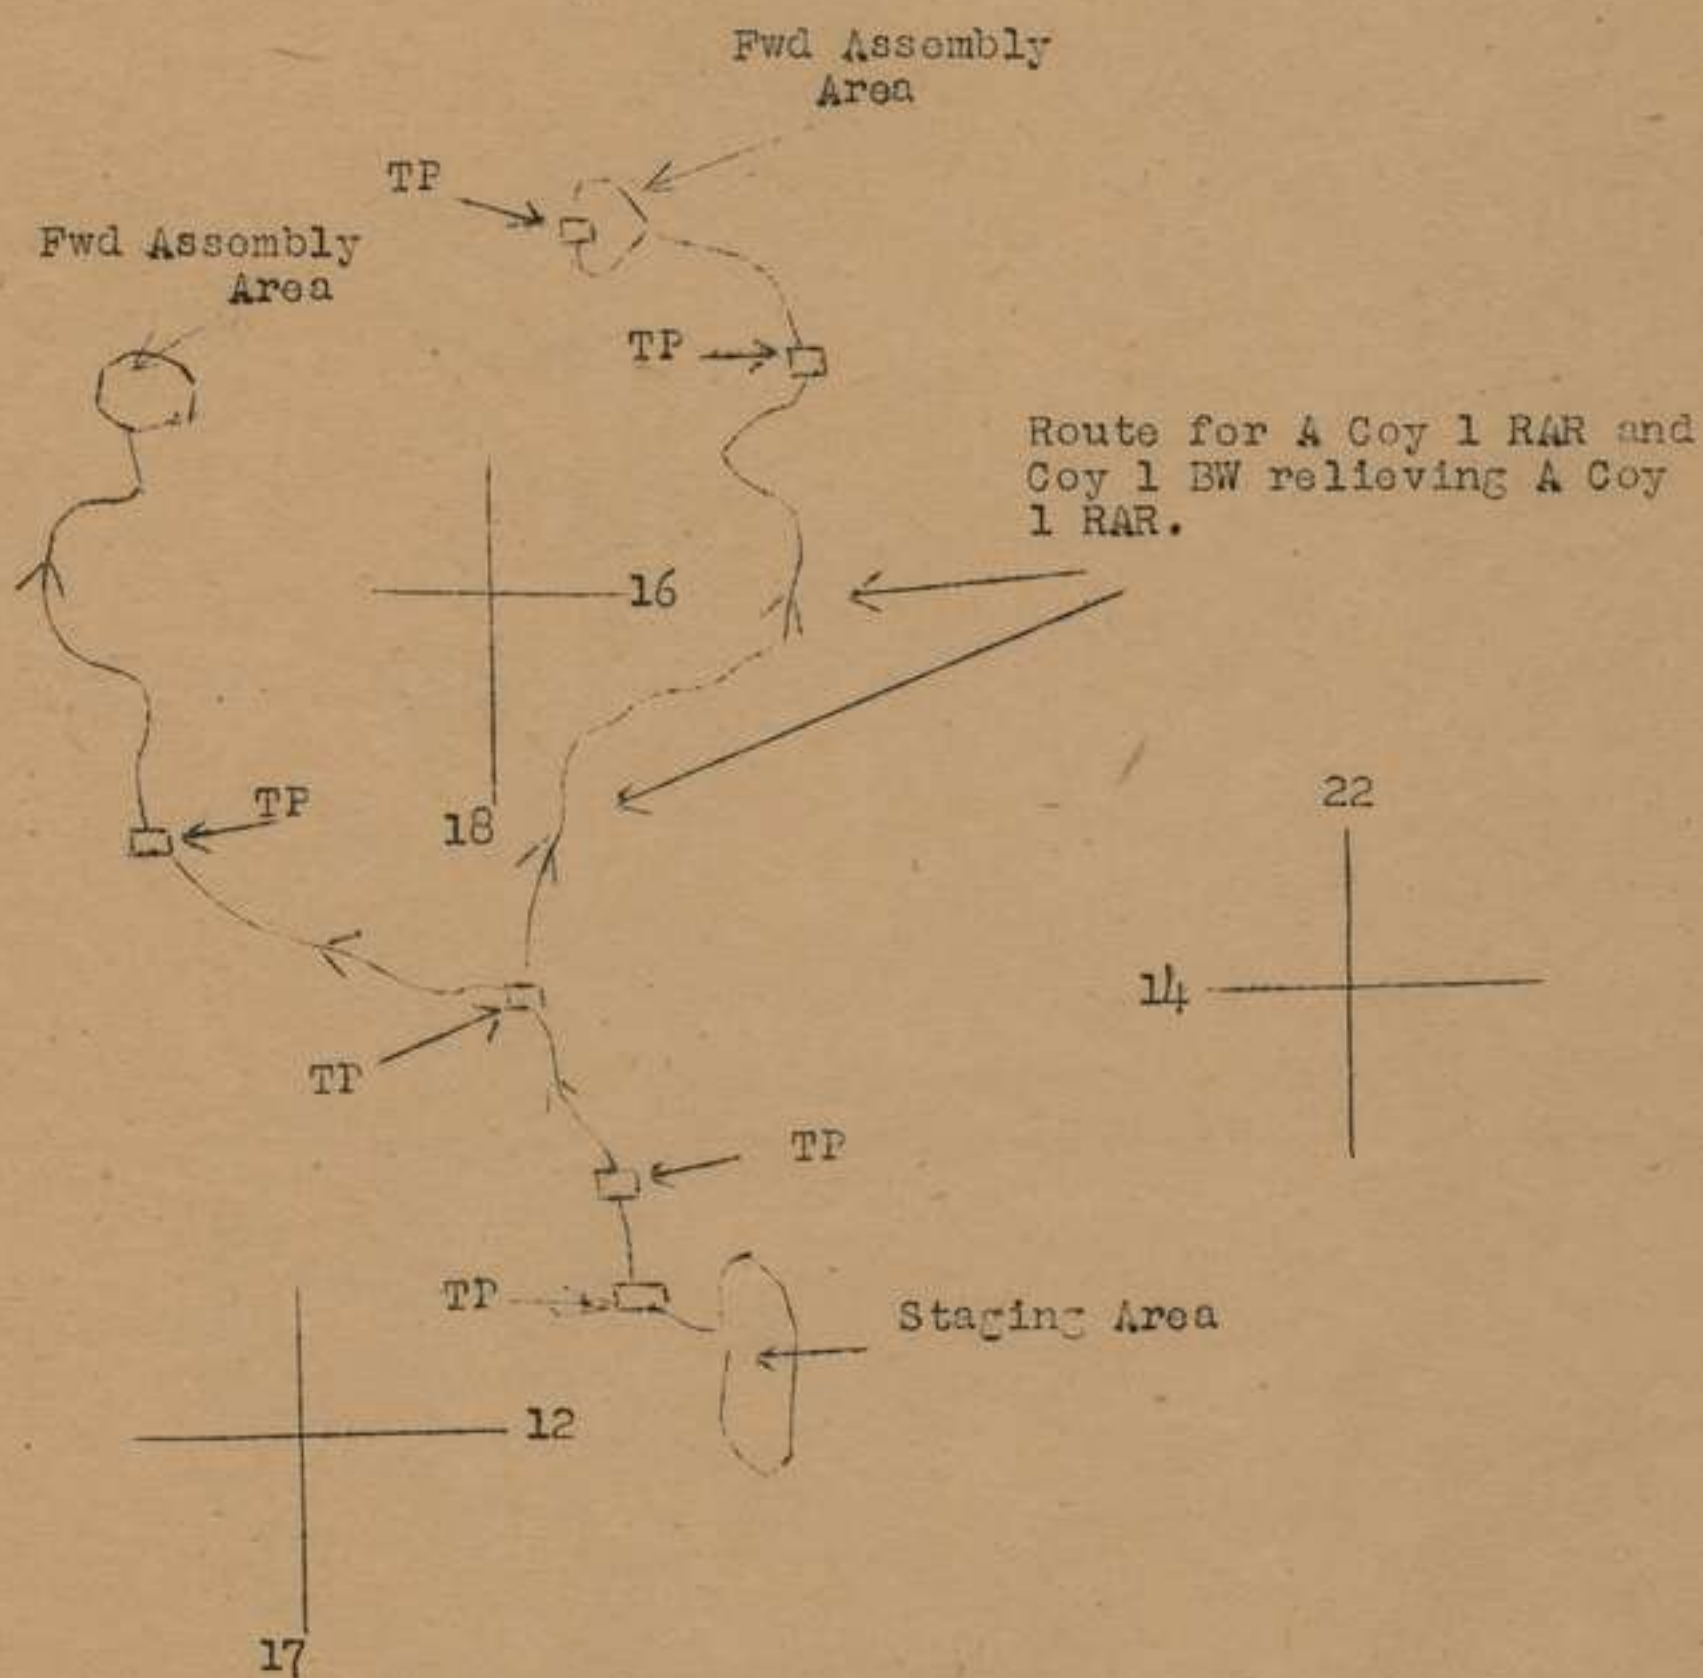 Fwd Assembly
Area
TP
Fwd Assembly
Area
TP
Route for A Coy 1 RAR and
Coy 1 BW relieving A Coy
1 RAR.
16
18
TP
22
14
TP
TP
TP
Staging Area
12
17